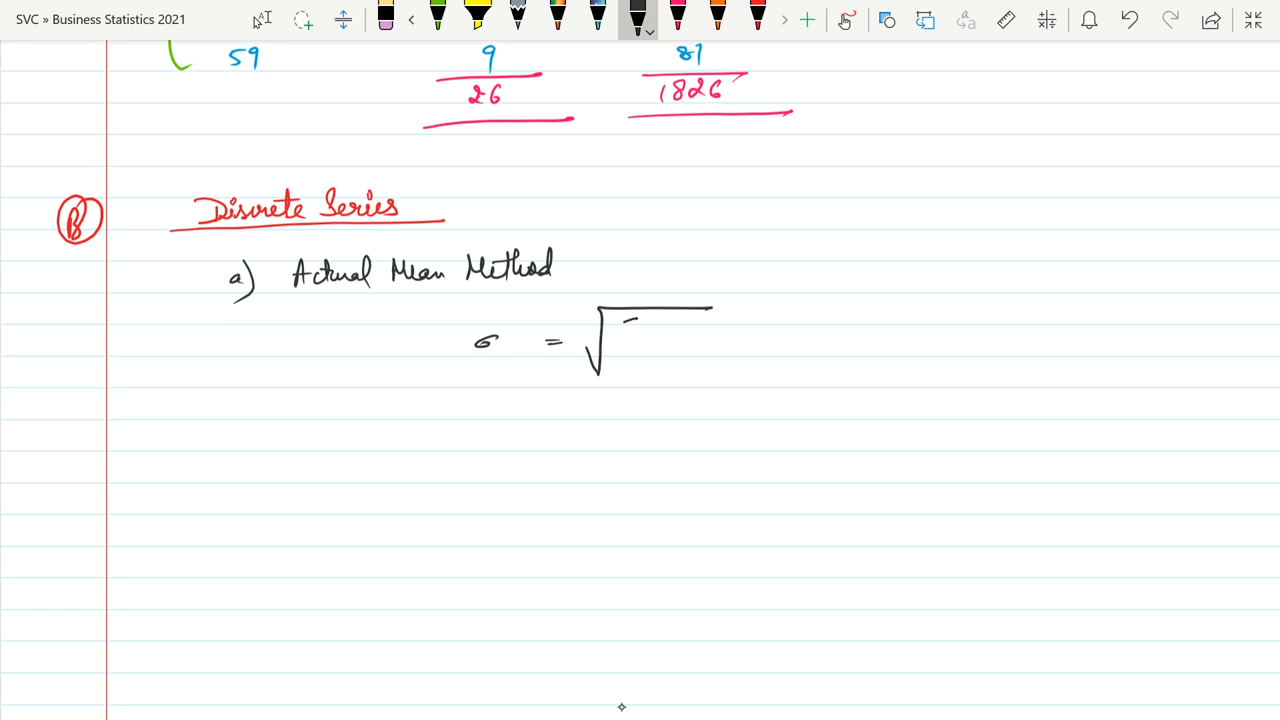 SVC » Business Statistics 2021
59 9 81
26 1826
B Discrete Series
a) Actual Mean Method
σ = √